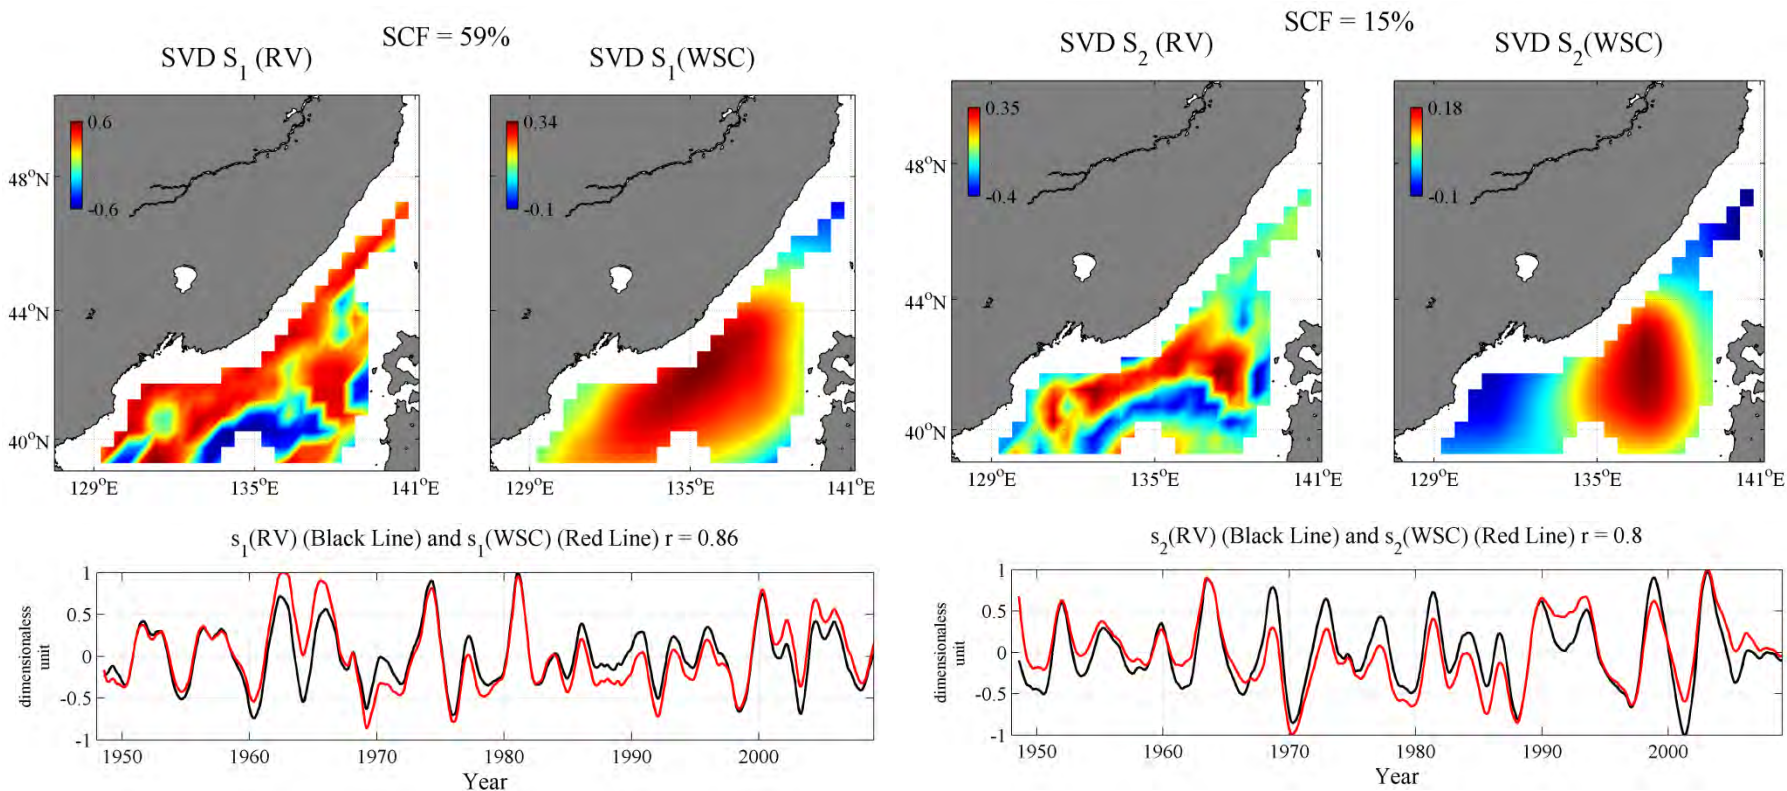 SCF = 59%
SVD S1 (RV)
SVD S1(WSC)
0.6
-0.6
0.34
-0.1
48°N
44°N
40°N
129°E 135°E 141°E
129°E 135°E 141°E
s1(RV) (Black Line) and s1(WSC) (Red Line) r = 0.86
dimensionaless
unit
1
0.5
0
-0.5
-1
1950 1960 1970 1980 1990 2000
Year
SCF = 15%
SVD S2 (RV)
SVD S2(WSC)
0.35
-0.4
0.18
-0.1
48°N
44°N
40°N
129°E 135°E 141°E
129°E 135°E 141°E
s2(RV) (Black Line) and s2(WSC) (Red Line) r = 0.8
dimensionaless
unit
1
0.5
0
-0.5
-1
1950 1960 1970 1980 1990 2000
Year